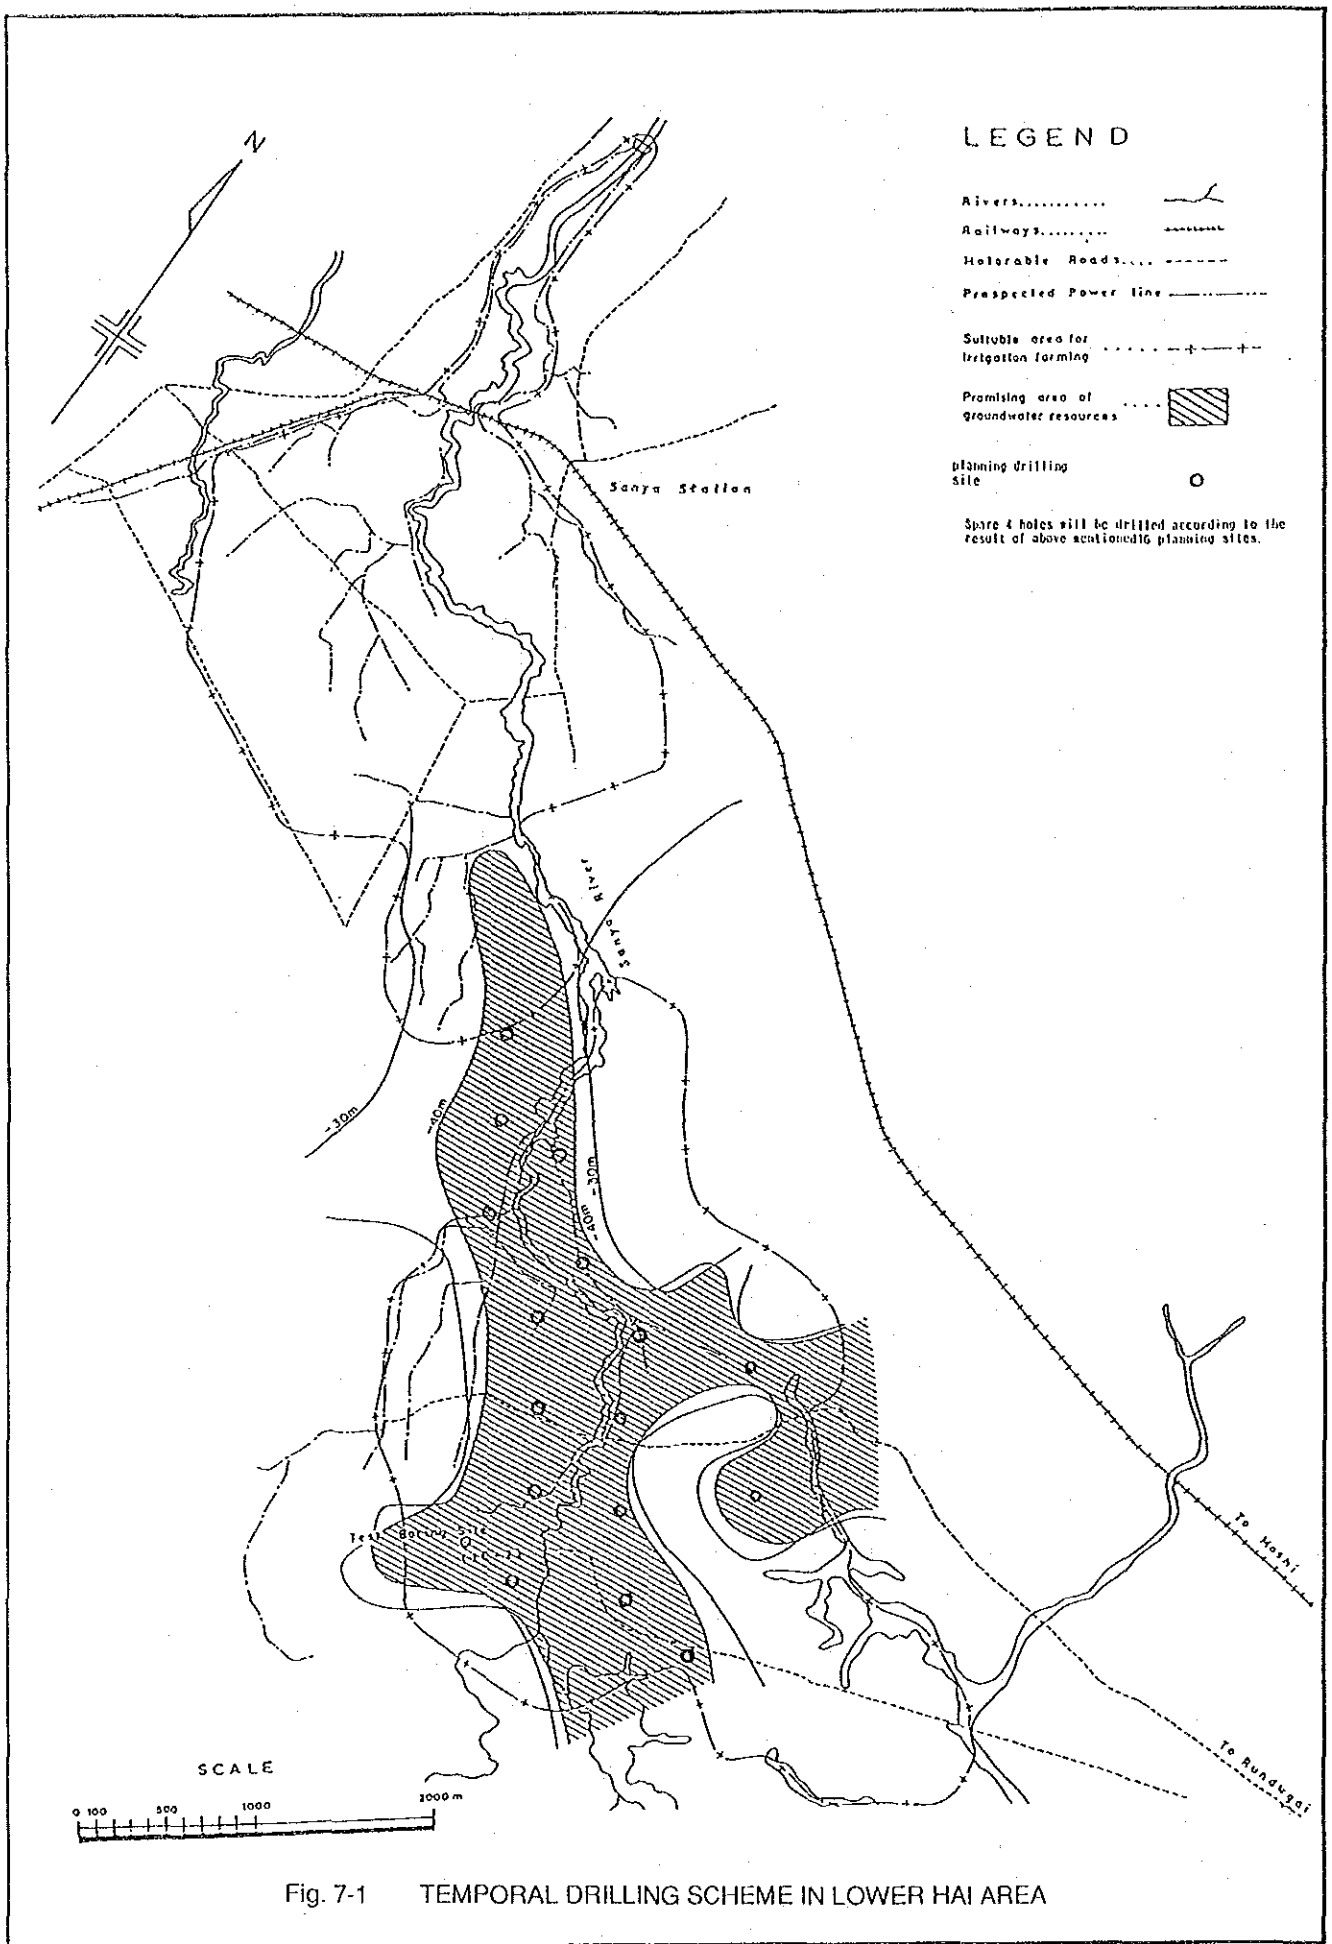 N
LEGEND
Rivers...........
Railways.........
Motorable Roads....
Prospected Power line
Suitable area for
irrigation farming .....
Promising area of
groundwater resources ....
planning drilling
site
Spare 4 holes will be drilled according to the
result of above mentioned 16 planning sites.
Sanya Station
Sanya River
-30m
-40m
-30m
-40m
Test Boring Site
To Moshi
To Rundugai
SCALE
0 100 500 1000 2000 m
Fig. 7-1 TEMPORAL DRILLING SCHEME IN LOWER HAI AREA